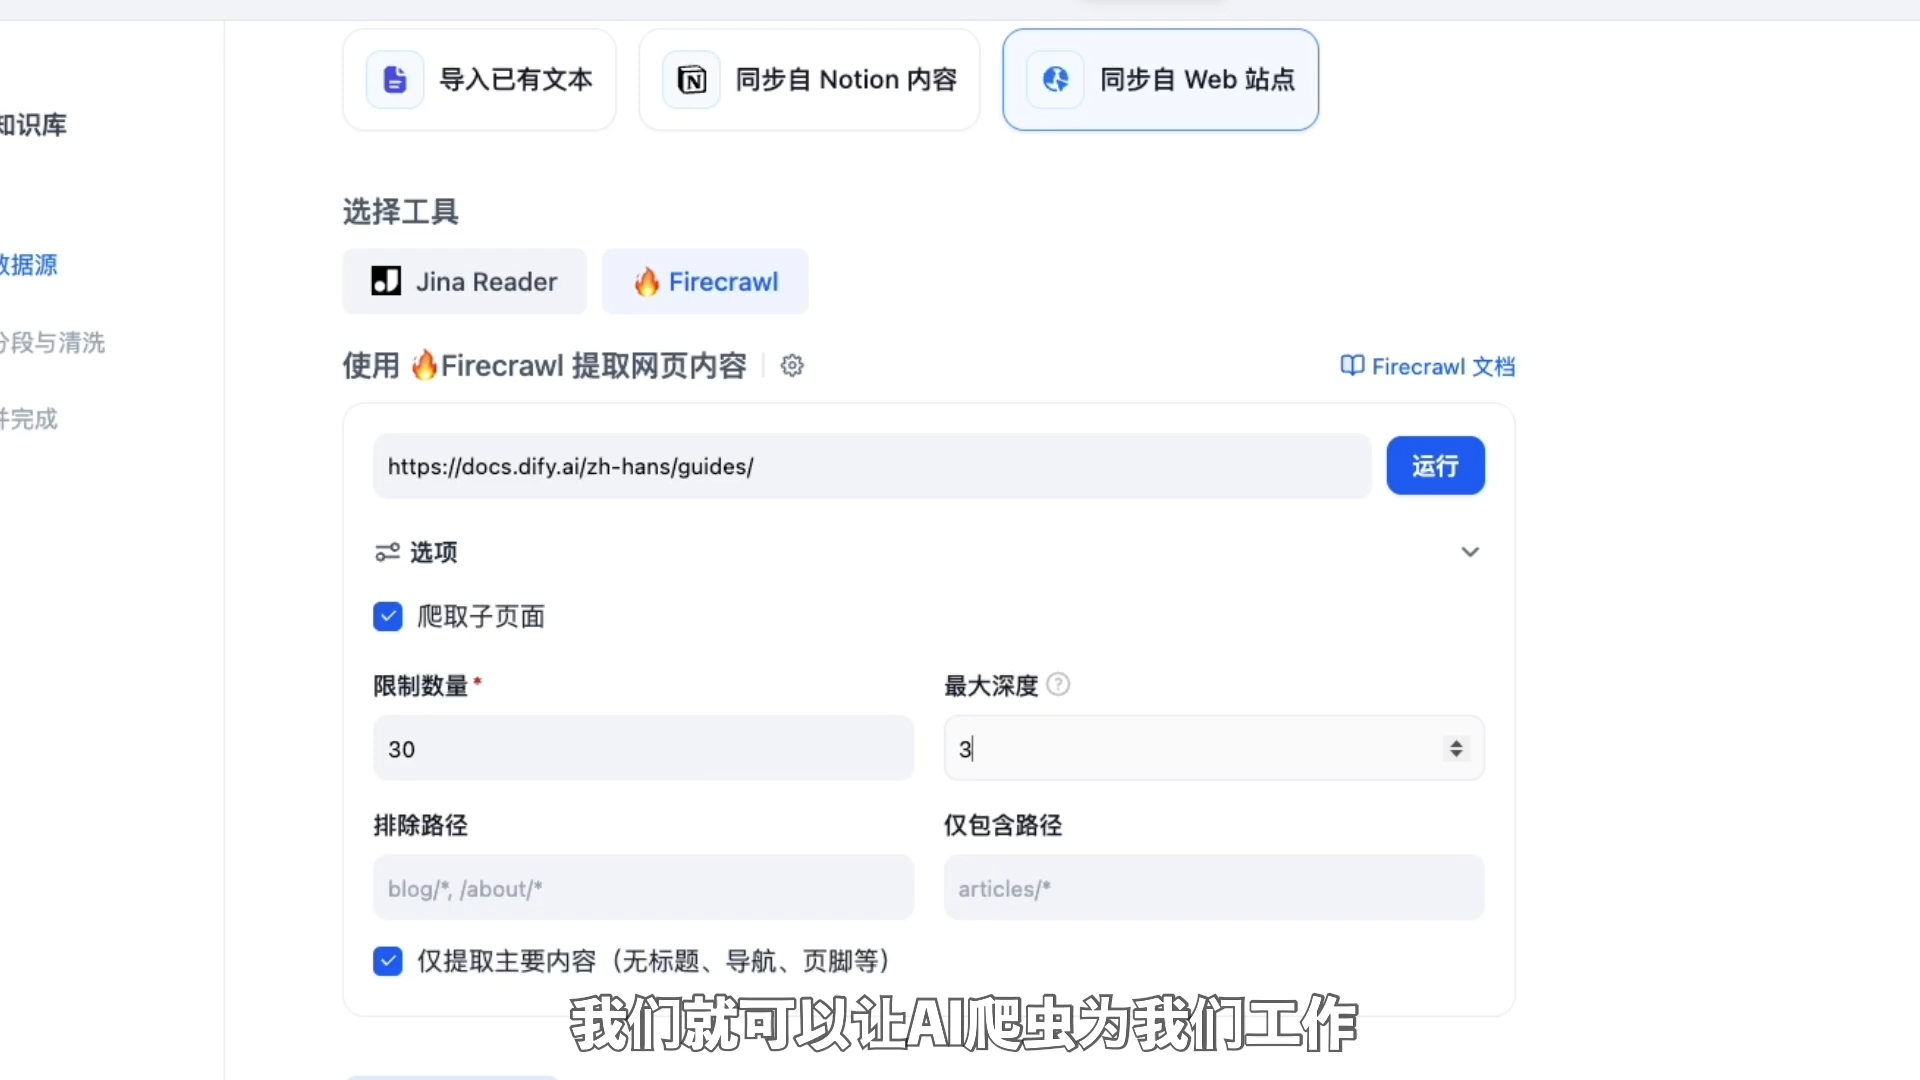 导入已有文本
同步自 Notion 内容
同步自 Web 站点
知识库
数据源
分段与清洗
并完成
选择工具
Jina Reader
Firecrawl
使用 🔥Firecrawl 提取网页内容
Firecrawl 文档
https://docs.dify.ai/zh-hans/guides/
运行
选项
爬取子页面
限制数量*
最大深度
30
3
排除路径
仅包含路径
blog/*, /about/*
articles/*
仅提取主要内容（无标题、导航、页脚等）
我们就可以让AI爬虫为我们工作